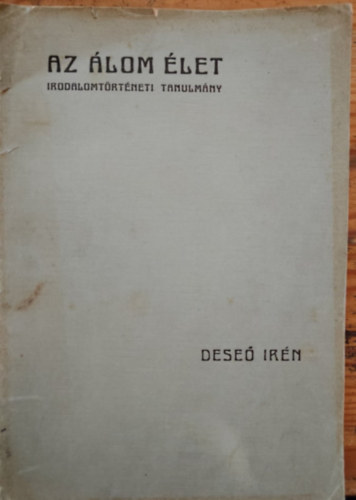 AZ ÁLOM ÉLET
IRODALOMTÖRTÉNETI TANULMÁNY
DESEŐ IRÉN